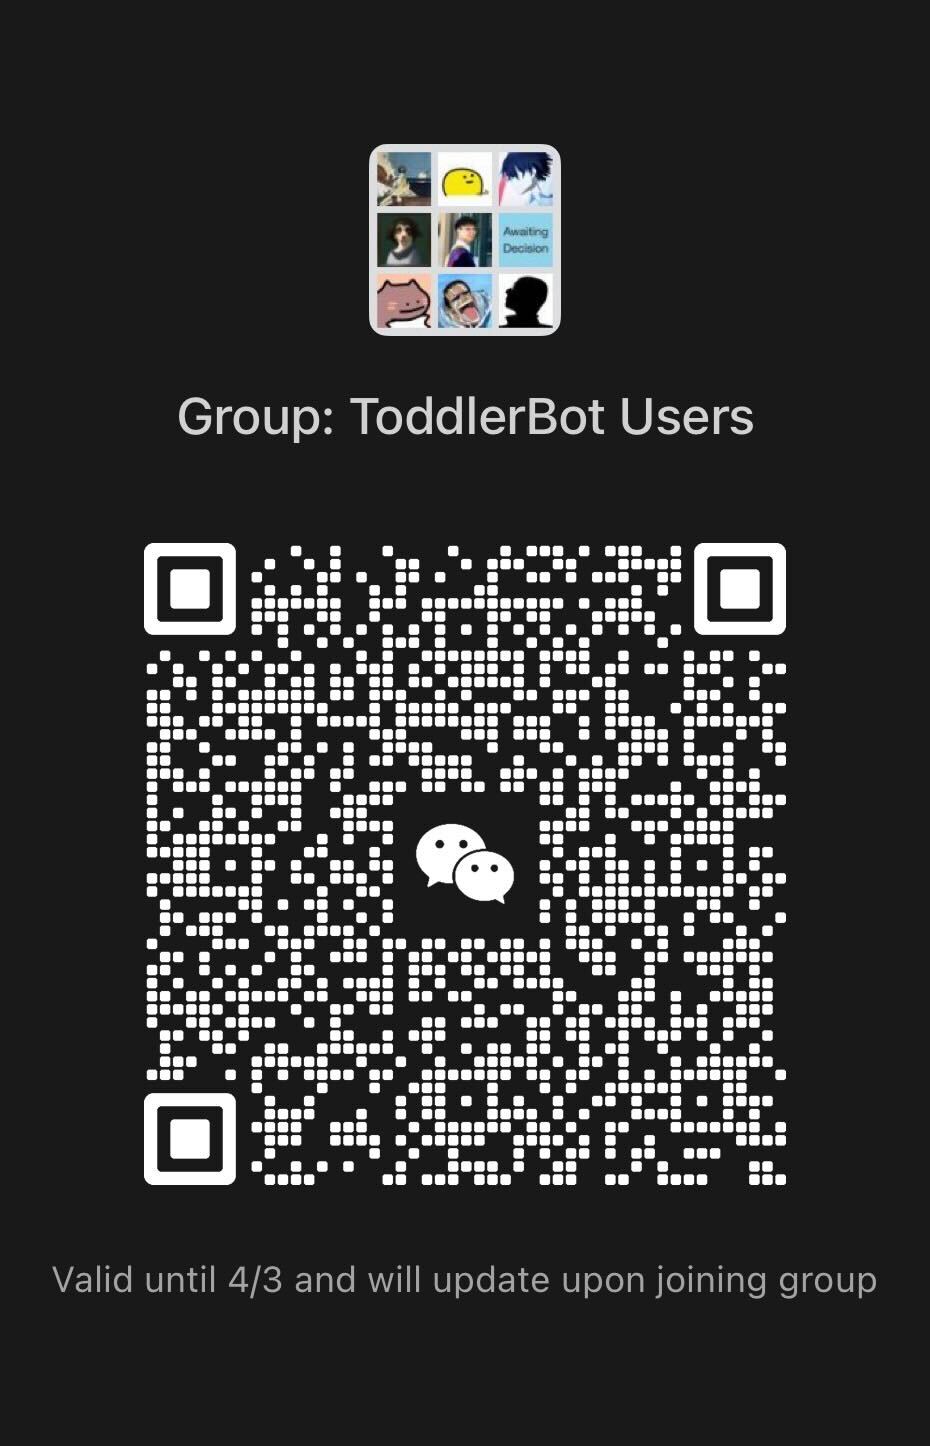 Awaiting
Decision
Group: ToddlerBot Users
Valid until 4/3 and will update upon joining group